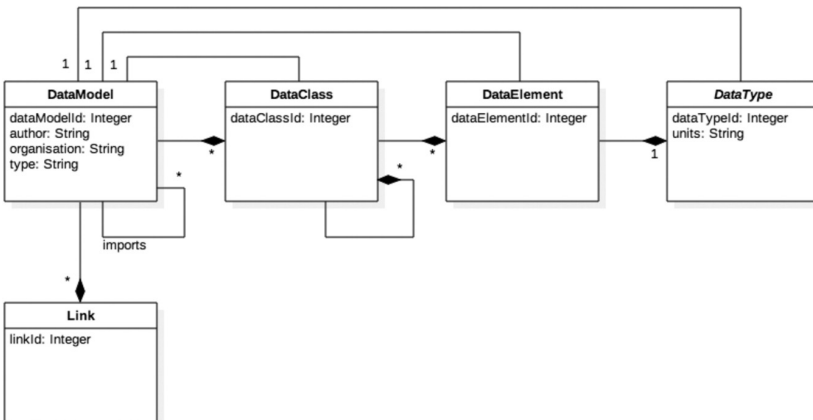 1
1
1
DataModel
dataModelId: Integer
author: String
organisation: String
type: String
DataClass
dataClassId: Integer
DataElement
dataElementId: Integer
DataType
dataTypeId: Integer
units: String
*
*
1
*
*
imports
*
Link
linkId: Integer